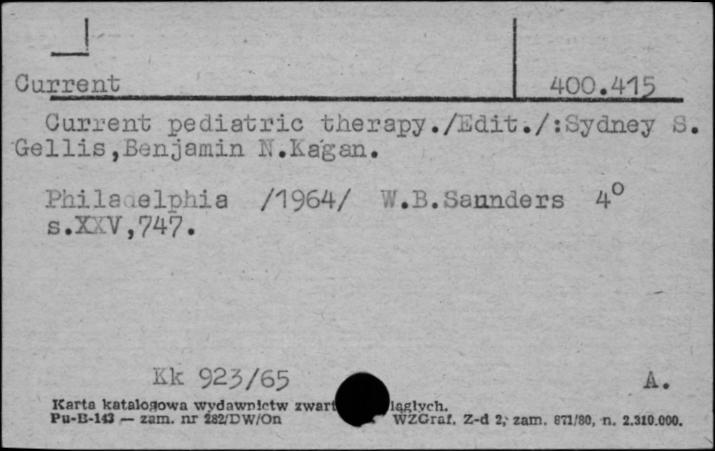 Current 400.415
Current pediatric therapy./Edit./:Sydney S.
Gellis,Benjamin N.Kagan.
Philadelphia /1964/ W.B.Saunders 4°
s.XXV,747.
Kk 923/65 A.
Karta katalogowa wydawnictw zwart iągłych.
Pu-B-143 — zam. nr 282/DW/On WZGraf. Z-d 2, zam. 871/80, n. 2.310.000.